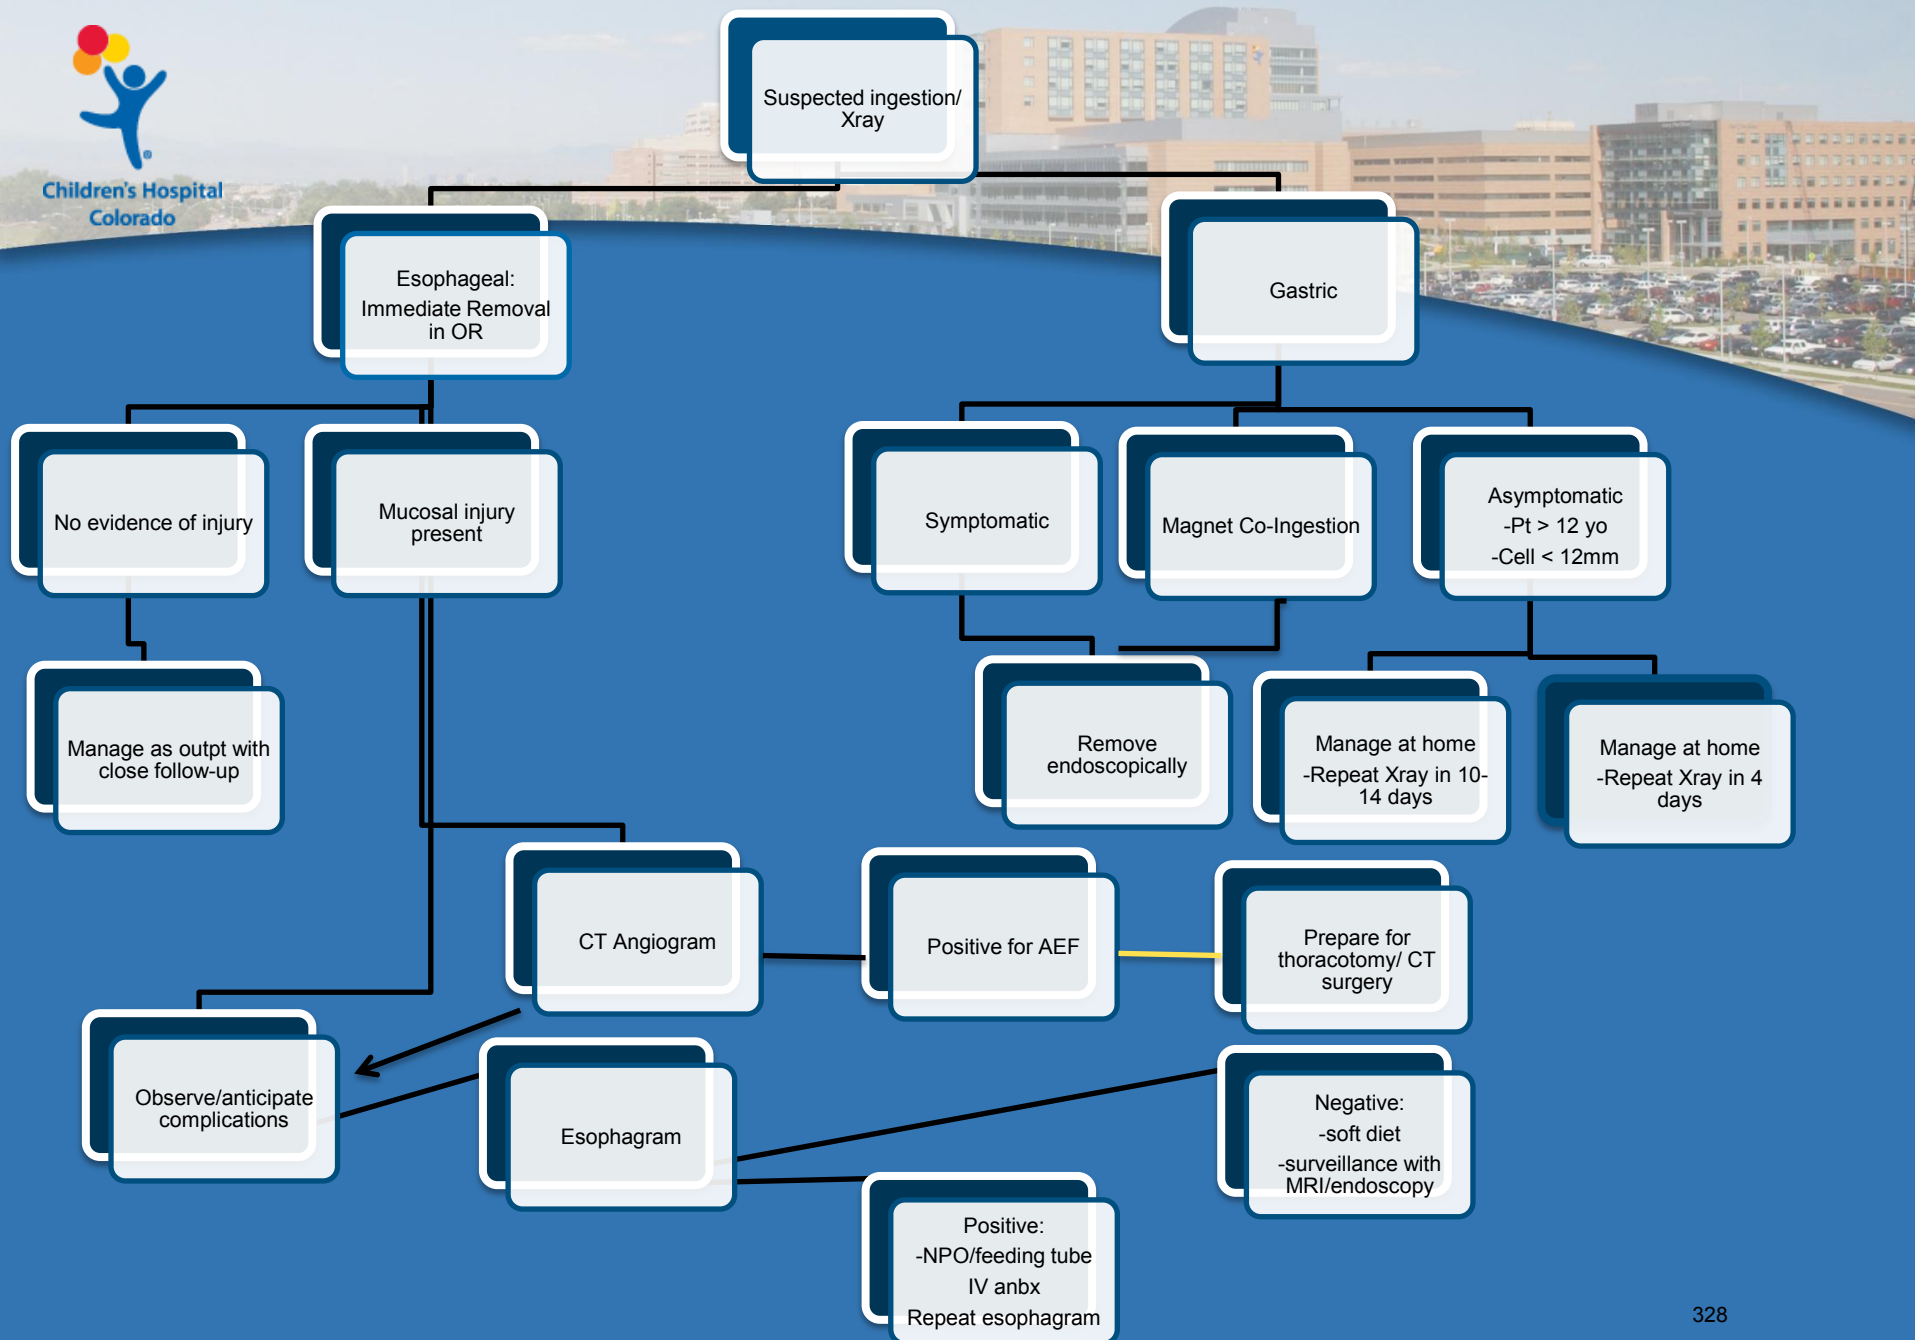 Children's Hospital
Colorado
Suspected ingestion/
Xray
Esophageal:
Immediate Removal
in OR
Gastric
No evidence of injury
Mucosal injury
present
Symptomatic
Magnet Co-Ingestion
Asymptomatic
-Pt > 12 yo
-Cell < 12mm
Manage as outpt with
close follow-up
Remove
endoscopically
Manage at home
-Repeat Xray in 10-
14 days
Manage at home
-Repeat Xray in 4
days
CT Angiogram
Positive for AEF
Prepare for
thoracotomy/ CT
surgery
Observe/anticipate
complications
Esophagram
Negative:
-soft diet
-surveillance with
MRI/endoscopy
Positive:
-NPO/feeding tube
IV anbx
Repeat esophagram
328